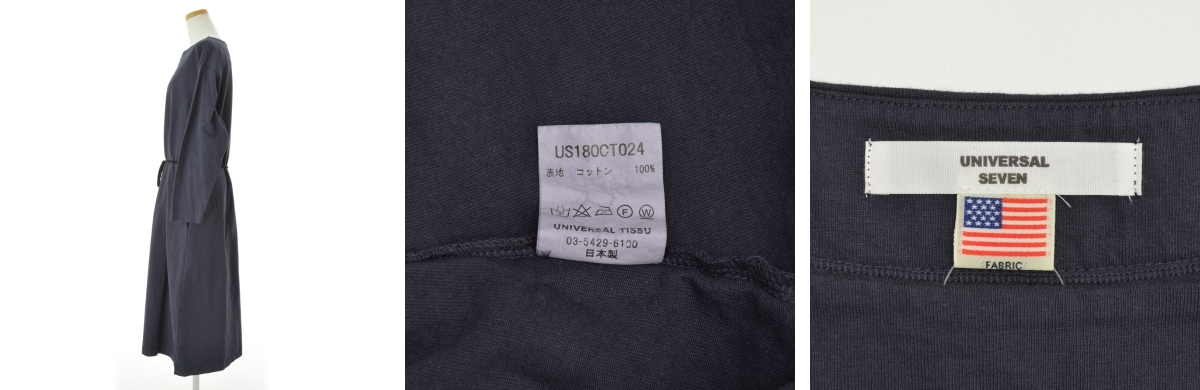 US180CT024
表地 コットン 100%
UNIVERSAL TISSU
03-5429-6100
日本製
UNIVERSAL
SEVEN
FABRIC